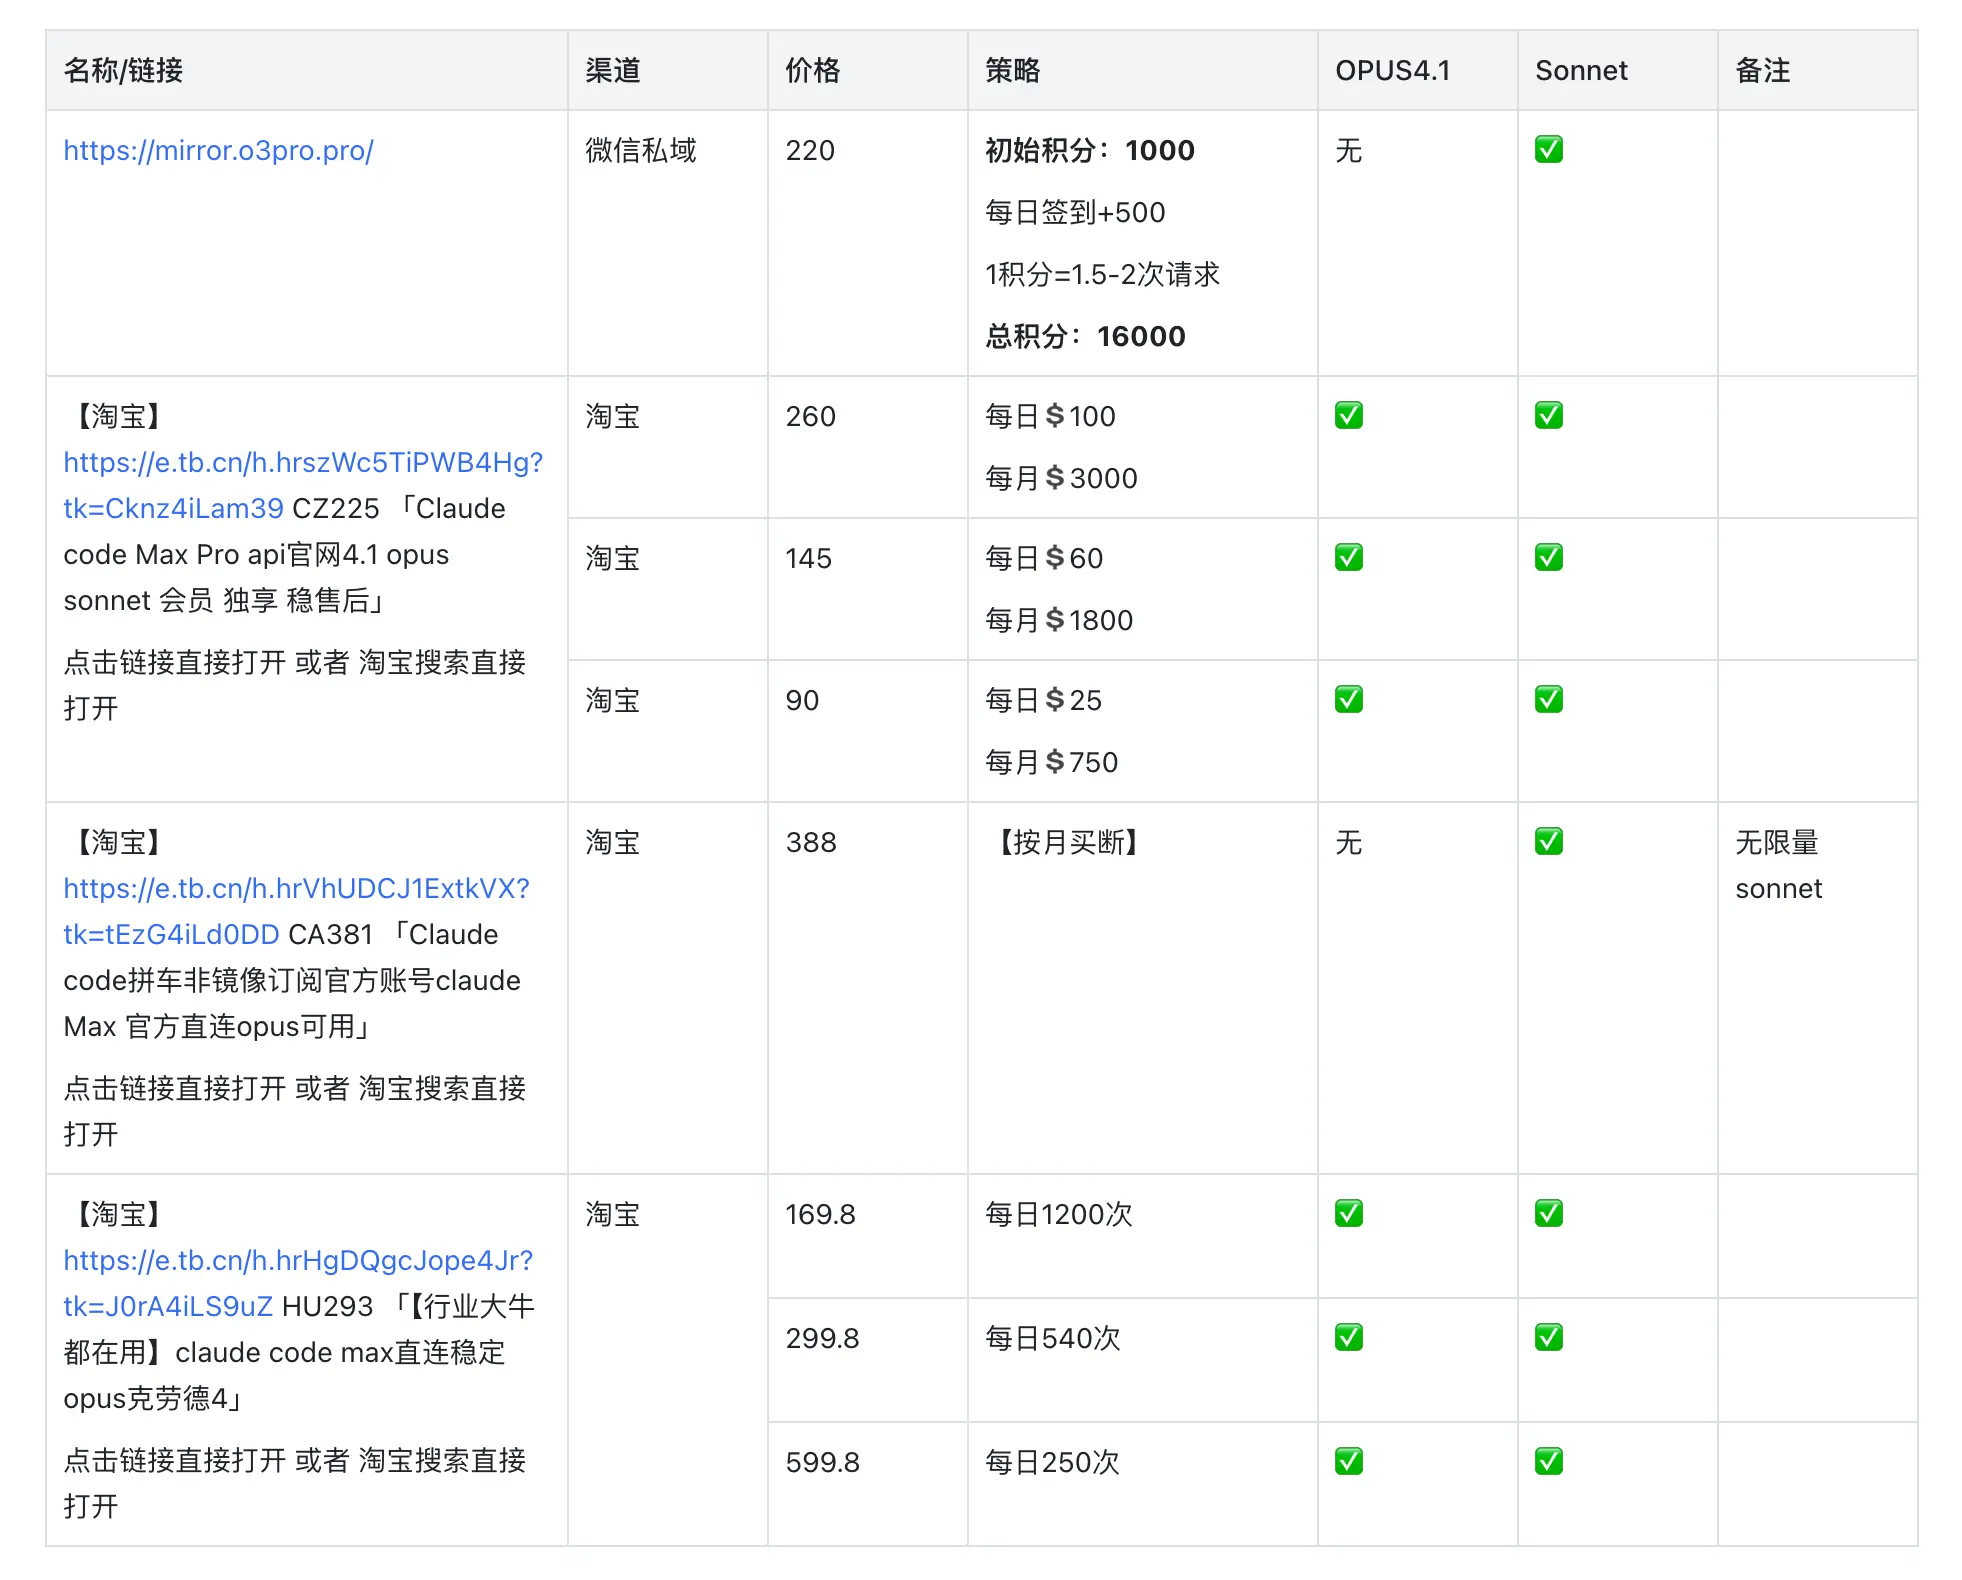 名称/链接 渠道 价格 策略 OPUS4.1 Sonnet 备注
https://mirror.o3pro.pro/ 微信私域 220 初始积分：1000 无 ✅
每日签到+500
1积分=1.5-2次请求
总积分：16000
【淘宝】 淘宝 260 每日💲100 ✅ ✅
https://e.tb.cn/h.hrszWc5TiPWB4Hg?
每月💲3000
tk=Cknz4iLam39 CZ225 「Claude
code Max Pro api官网4.1 opus
淘宝 145 每日💲60 ✅ ✅
sonnet 会员 独享 稳售后」
每月💲1800
点击链接直接打开 或者 淘宝搜索直接
打开
淘宝 90 每日💲25 ✅ ✅
每月💲750
【淘宝】 淘宝 388 【按月买断】 无 ✅ 无限量
https://e.tb.cn/h.hrVhUDCJ1ExtkVX? sonnet
tk=tEzG4iLd0DD CA381 「Claude
code拼车非镜像订阅官方账号claude
Max 官方直连opus可用」
点击链接直接打开 或者 淘宝搜索直接
打开
【淘宝】 淘宝 169.8 每日1200次 ✅ ✅
https://e.tb.cn/h.hrHgDQgcJope4Jr?
tk=J0rA4iLS9uZ HU293 「【行业大牛
299.8 每日540次 ✅ ✅
都在用】claude code max直连稳定
opus克劳德4」
点击链接直接打开 或者 淘宝搜索直接
599.8 每日250次 ✅ ✅
打开